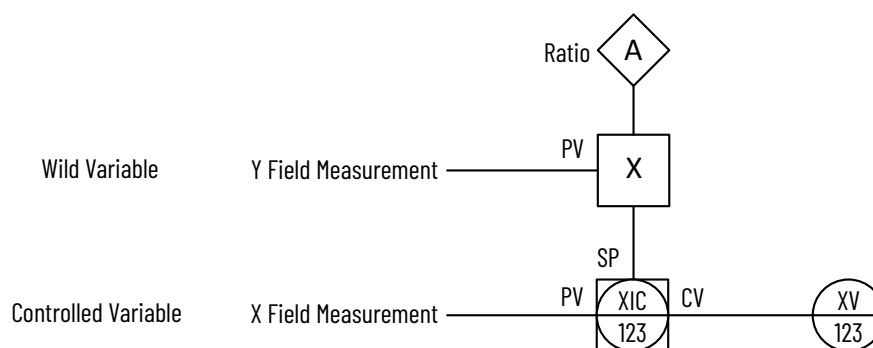 Ratio
A
Wild Variable
Y Field Measurement
PV
X
SP
Controlled Variable
X Field Measurement
PV
XIC
123
CV
XV
123